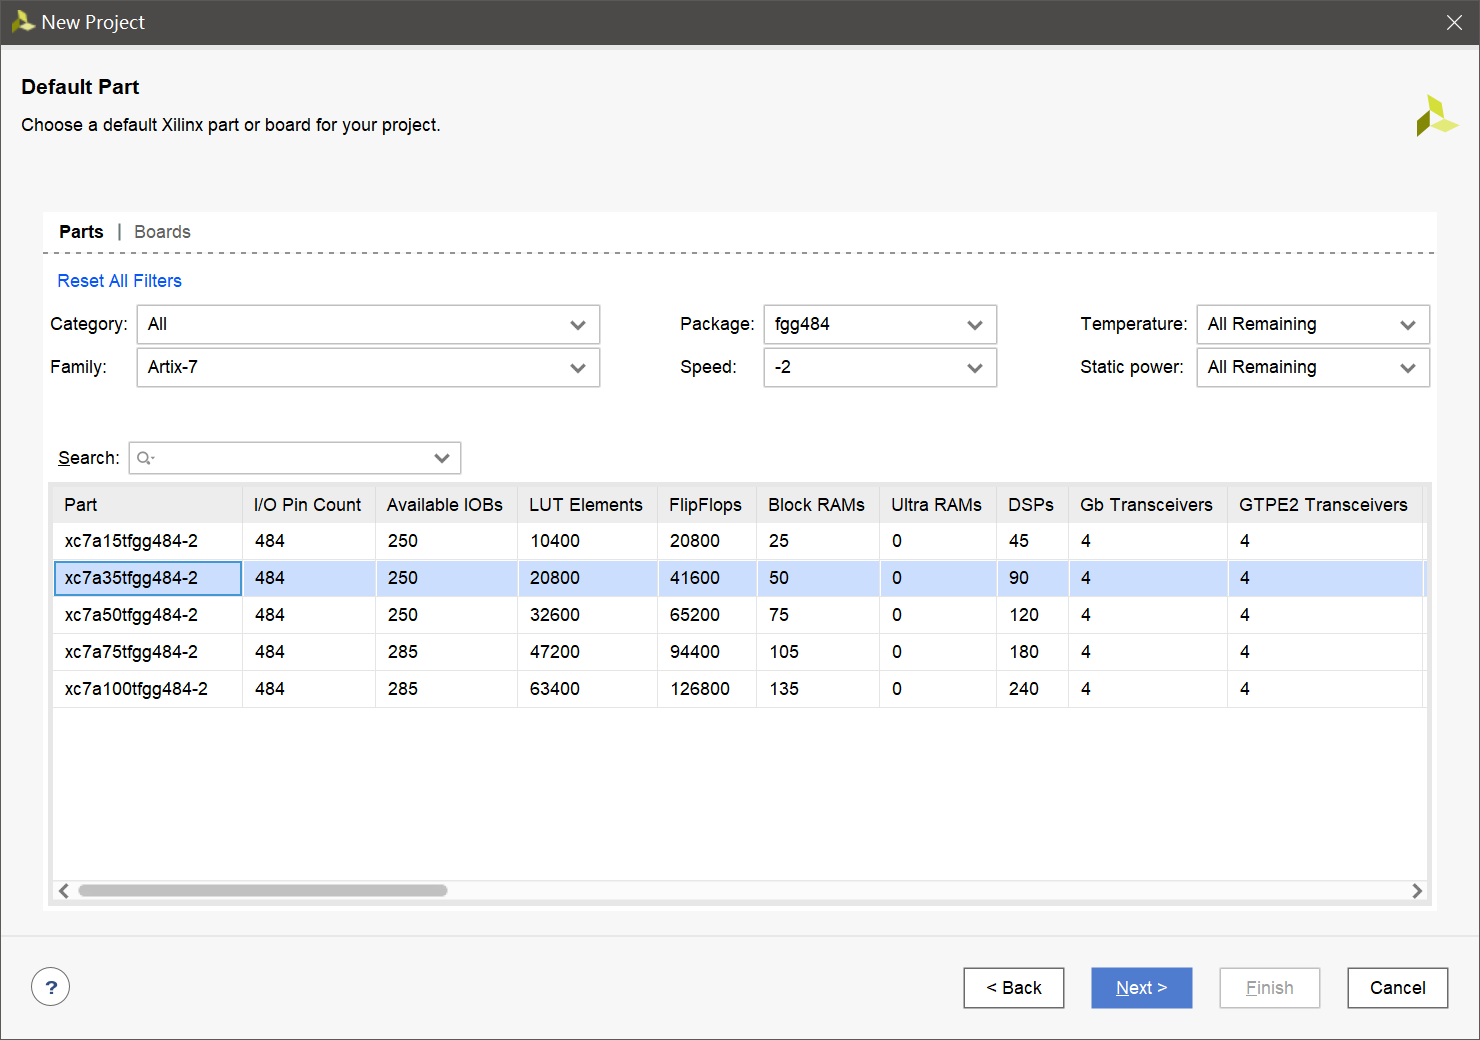 New Project
Default Part
Choose a default Xilinx part or board for your project.
Parts | Boards
Reset All Filters
Category: All Package: fgg484 Temperature: All Remaining
Family: Artix-7 Speed: -2 Static power: All Remaining
Search:
Part I/O Pin Count Available IOBs LUT Elements FlipFlops Block RAMs Ultra RAMs DSPs Gb Transceivers GTPE2 Transceivers
xc7a15tfgg484-2 484 250 10400 20800 25 0 45 4 4
xc7a35tfgg484-2 484 250 20800 41600 50 0 90 4 4
xc7a50tfgg484-2 484 250 32600 65200 75 0 120 4 4
xc7a75tfgg484-2 484 285 47200 94400 105 0 180 4 4
xc7a100tfgg484-2 484 285 63400 126800 135 0 240 4 4
? < Back Next > Finish Cancel